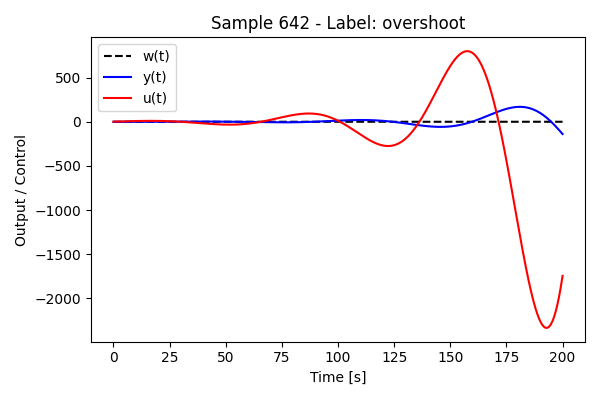 Sample 642 - Label: overshoot
w(t)
y(t)
u(t)
Output / Control
500
0
−500
−1000
−1500
−2000
0 25 50 75 100 125 150 175 200
Time [s]